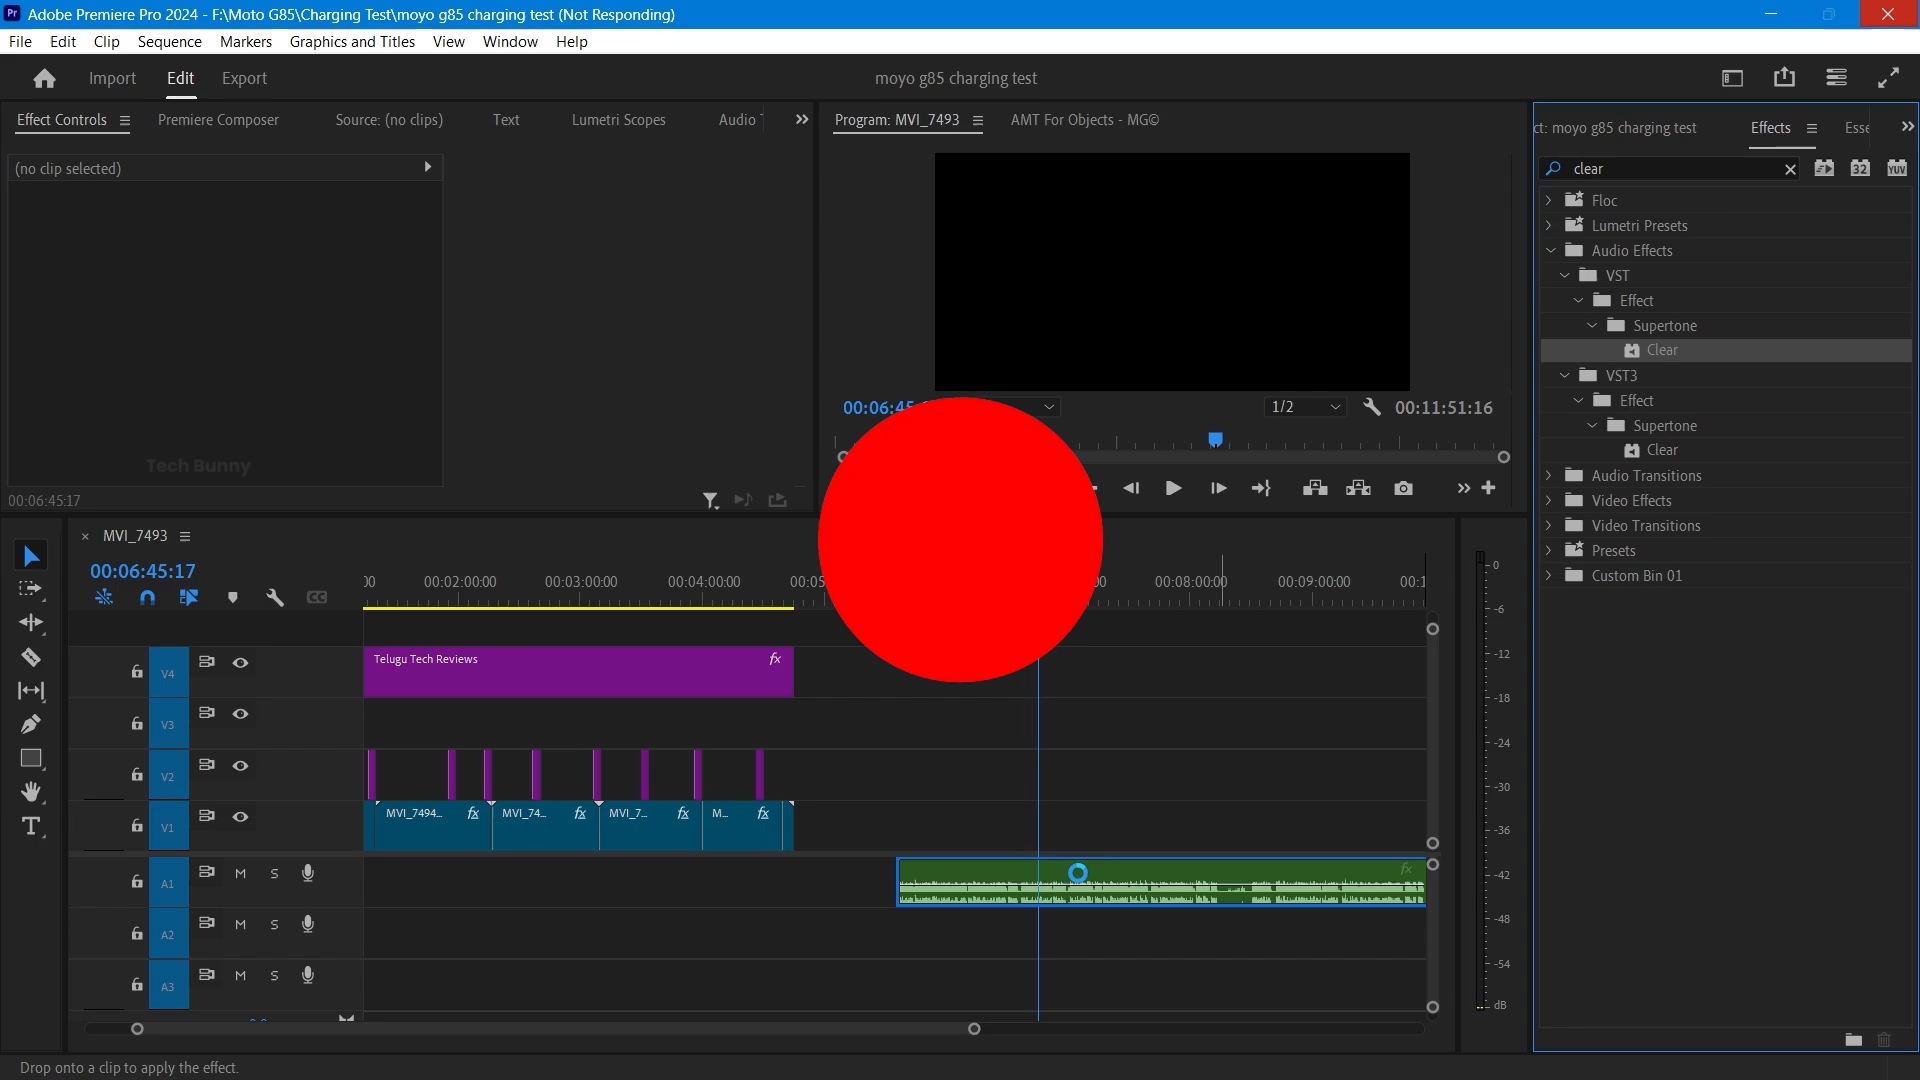 Adobe Premiere Pro 2024 - F:\Moto G85\Charging Test\moyo g85 charging test (Not Responding)
File Edit Clip Sequence Markers Graphics and Titles View Window Help
Import Edit Export
moyo g85 charging test
Effect Controls Premiere Composer Source: (no clips) Text Lumetri Scopes Audio
(no clip selected)
Tech Bunny
00:06:45:17
Program: MVI_7493 AMT For Objects - MG©
00:06:45
1/2
00:11:51:16
ct: moyo g85 charging test Effects Esse
clear
32
YUV
Floc
Lumetri Presets
Audio Effects
VST
Effect
Supertone
Clear
VST3
Effect
Supertone
Clear
Audio Transitions
Video Effects
Video Transitions
Presets
Custom Bin 01
× MVI_7493
00:06:45:17
CC
00 00:02:00:00 00:03:00:00 00:04:00:00 00:05 00 00:08:00:00 00:09:00:00 00:1
V4
Telugu Tech Reviews fx
V3
V2
V1
MVI_7494... fx MVI_74... fx MVI_7... fx M... fx
A1 M S
fx
A2 M S
A3 M S
0
-6
-12
-18
-24
-30
-36
-42
-48
-54
dB
Drop onto a clip to apply the effect.